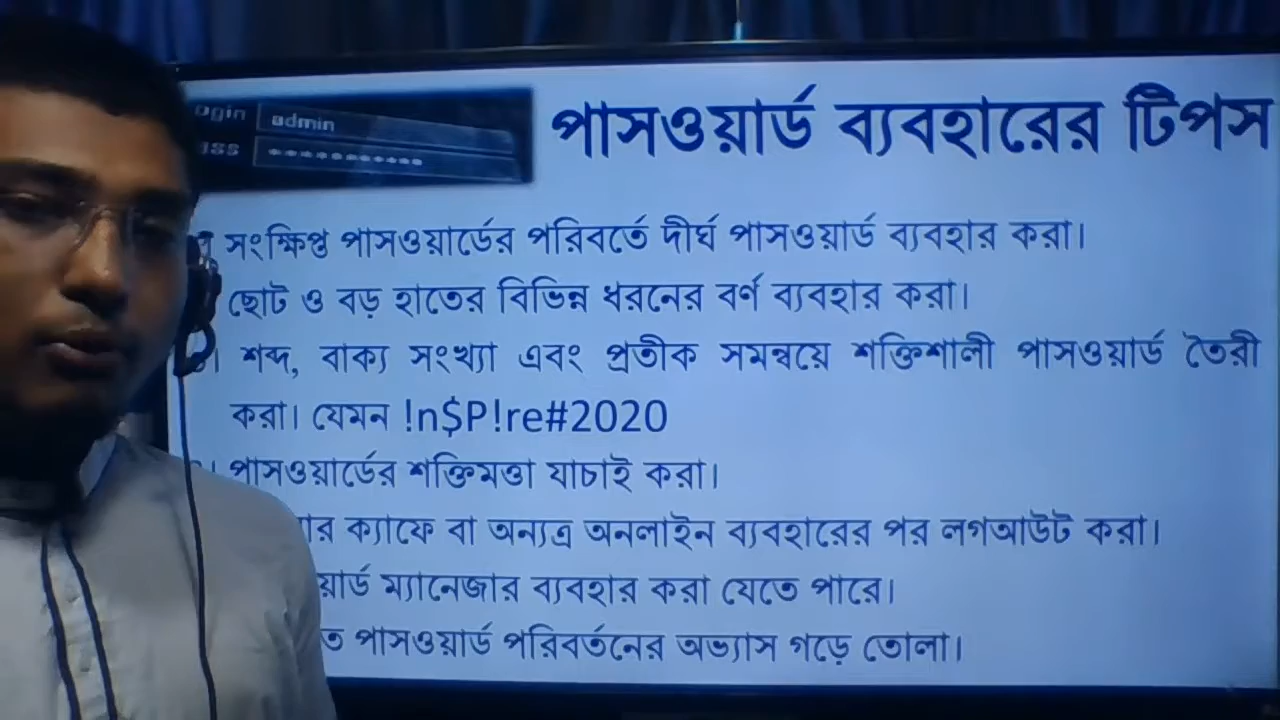 admin
***********
পাসওয়ার্ড ব্যবহারের টিপস
সংক্ষিপ্ত পাসওয়ার্ডের পরিবর্তে দীর্ঘ পাসওয়ার্ড ব্যবহার করা।
ছোট ও বড় হাতের বিভিন্ন ধরনের বর্ণ ব্যবহার করা।
শব্দ, বাক্য সংখ্যা এবং প্রতীক সমন্বয়ে শক্তিশালী পাসওয়ার্ড তৈরী
করা। যেমন !n$P!re#2020
পাসওয়ার্ডের শক্তিমত্তা যাচাই করা।
ক্যাফে বা অন্যত্র অনলাইন ব্যবহারের পর লগআউট করা।
ম্যানেজার ব্যবহার করা যেতে পারে।
পাসওয়ার্ড পরিবর্তনের অভ্যাস গড়ে তোলা।